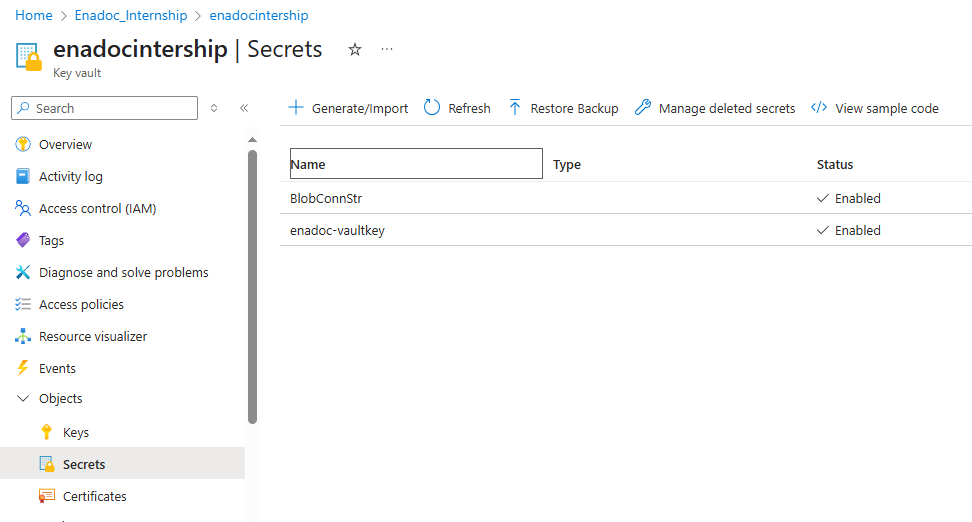 Home > Enadoc_Internship > enadocintership
enadocintership | Secrets
Key vault
Search
Generate/Import Refresh Restore Backup Manage deleted secrets View sample code
Overview
Activity log
Access control (IAM)
Tags
Diagnose and solve problems
Access policies
Resource visualizer
Events
Objects
Keys
Secrets
Certificates
Name Type Status
BlobConnStr Enabled
enadoc-vaultkey Enabled